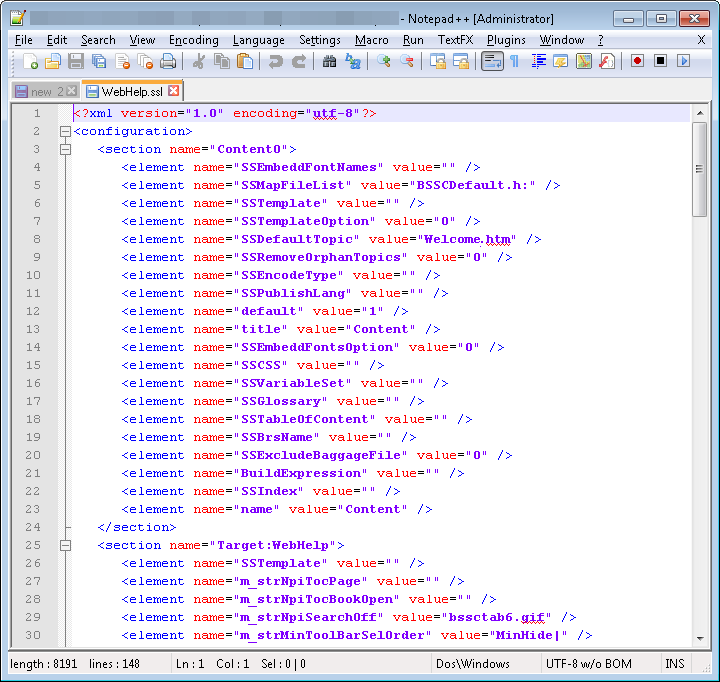 - Notepad++ [Administrator]
File Edit Search View Encoding Language Settings Macro Run TextFX Plugins Window ? X
new 2 WebHelp.ssl
1 <?xml version="1.0" encoding="utf-8"?>
2 <configuration>
3 <section name="Content0">
4 <element name="SSEmbeddFontNames" value="" />
5 <element name="SSMapFileList" value="BSSCDefault.h:" />
6 <element name="SSTemplate" value="" />
7 <element name="SSTemplateOption" value="0" />
8 <element name="SSDefaultTopic" value="Welcome.htm" />
9 <element name="SSRemoveOrphanTopics" value="0" />
10 <element name="SSEncodeType" value="" />
11 <element name="SSPublishLang" value="" />
12 <element name="default" value="1" />
13 <element name="title" value="Content" />
14 <element name="SSEmbeddFontsOption" value="0" />
15 <element name="SSCSS" value="" />
16 <element name="SSVariableSet" value="" />
17 <element name="SSGlossary" value="" />
18 <element name="SSTableOfContent" value="" />
19 <element name="SSBrsName" value="" />
20 <element name="SSExcludeBaggageFile" value="0" />
21 <element name="BuildExpression" value="" />
22 <element name="SSIndex" value="" />
23 <element name="name" value="Content" />
24 </section>
25 <section name="Target:WebHelp">
26 <element name="SSTemplate" value="" />
27 <element name="m_strNpiTocPage" value="" />
28 <element name="m_strNpiTocBookOpen" value="" />
29 <element name="m_strNpiSearchOff" value="bssctab6.gif" />
30 <element name="m_strMinToolBarSelOrder" value="MinHide|" />
length : 8191 lines : 148 Ln : 1 Col : 1 Sel : 0 | 0 Dos\Windows UTF-8 w/o BOM INS